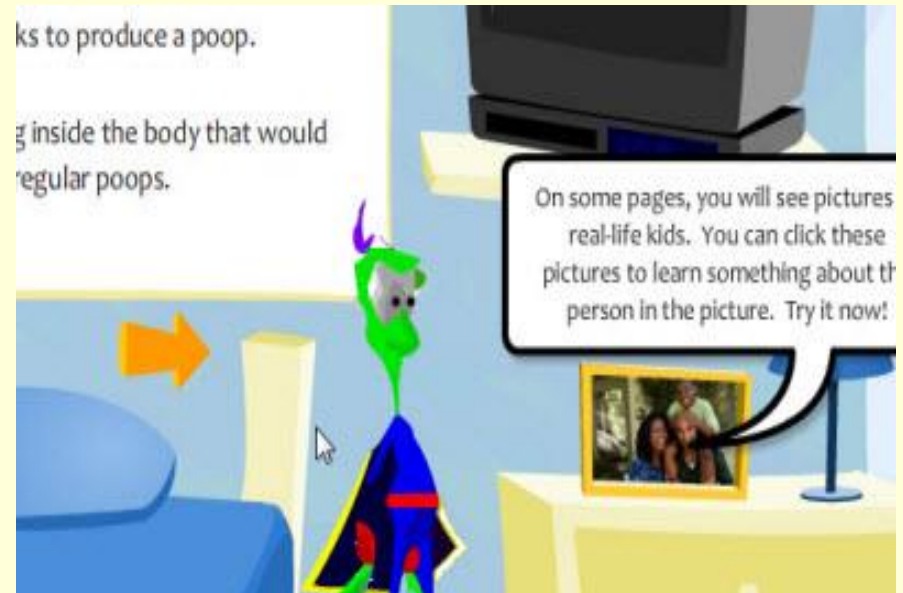 ks to produce a poop.
g inside the body that would
regular poops.
On some pages, you will see pictures
real-life kids. You can click these
pictures to learn something about th
person in the picture. Try it now!